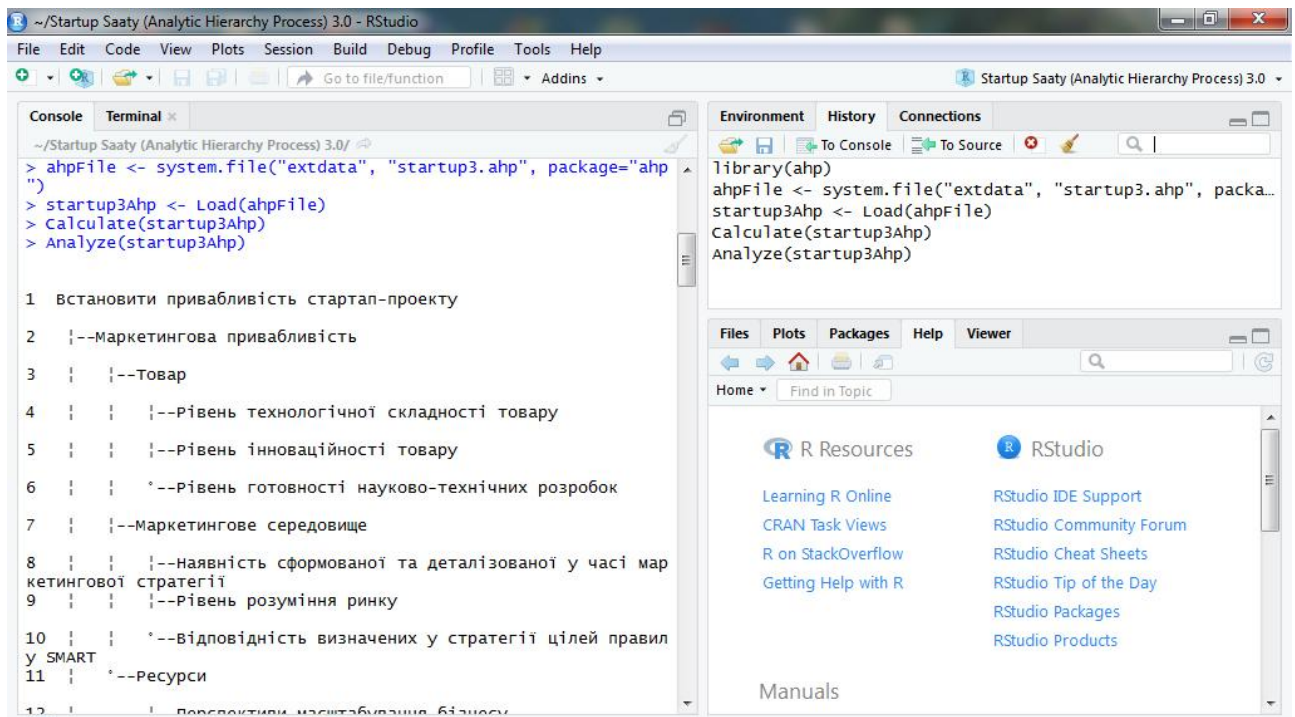 ~/Startup Saaty (Analytic Hierarchy Process) 3.0 - RStudio
File Edit Code View Plots Session Build Debug Profile Tools Help
Go to file/function Addins Startup Saaty (Analytic Hierarchy Process) 3.0
Console Terminal
~/Startup Saaty (Analytic Hierarchy Process) 3.0/
> ahpFile <- system.file("extdata", "startup3.ahp", package="ahp
")
> startup3Ahp <- Load(ahpFile)
> Calculate(startup3Ahp)
> Analyze(startup3Ahp)
1 Встановити привабливість стартап-проекту
2 ¦--Маркетингова привабливість
3 ¦ ¦--Товар
4 ¦ ¦ ¦--Рівень технологічної складності товару
5 ¦ ¦ ¦--Рівень інноваційності товару
6 ¦ ¦ °--Рівень готовності науково-технічних розробок
7 ¦ ¦--Маркетингове середовище
8 ¦ ¦ ¦--Наявність сформованої та деталізованої у часі мар
кетингової стратегії
9 ¦ ¦ ¦--Рівень розуміння ринку
10 ¦ ¦ °--Відповідність визначених у стратегії цілей правил
у SMART
11 ¦ °--Ресурси
12 ¦ ¦--Перспективи масштабування бізнесу
Environment History Connections
To Console To Source
library(ahp)
ahpFile <- system.file("extdata", "startup3.ahp", packa…
startup3Ahp <- Load(ahpFile)
Calculate(startup3Ahp)
Analyze(startup3Ahp)
Files Plots Packages Help Viewer
Home Find in Topic
R Resources
Learning R Online
CRAN Task Views
R on StackOverflow
Getting Help with R
RStudio
RStudio IDE Support
RStudio Community Forum
RStudio Cheat Sheets
RStudio Tip of the Day
RStudio Packages
RStudio Products
Manuals